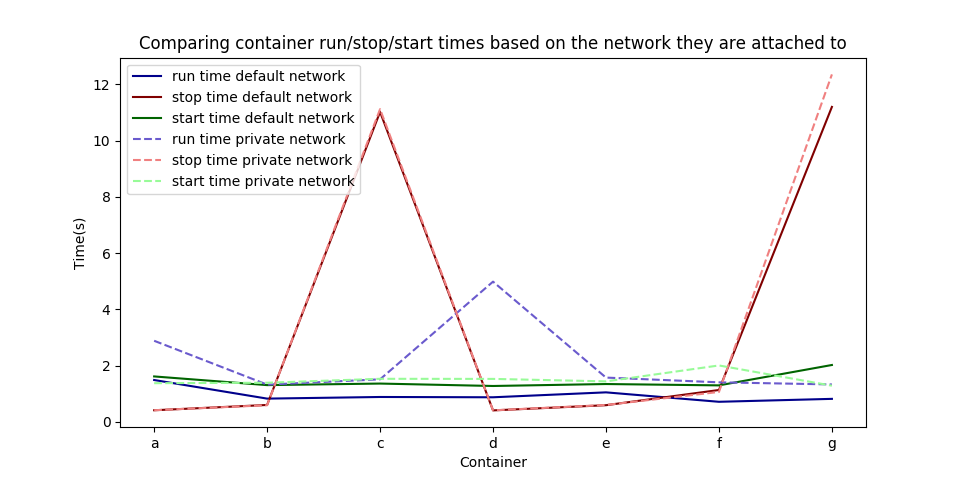 Comparing container run/stop/start times based on the network they are attached to
run time default network
stop time default network
start time default network
run time private network
stop time private network
start time private network
12
10
8
6
4
2
0
Time(s)
a b c d e f g
Container